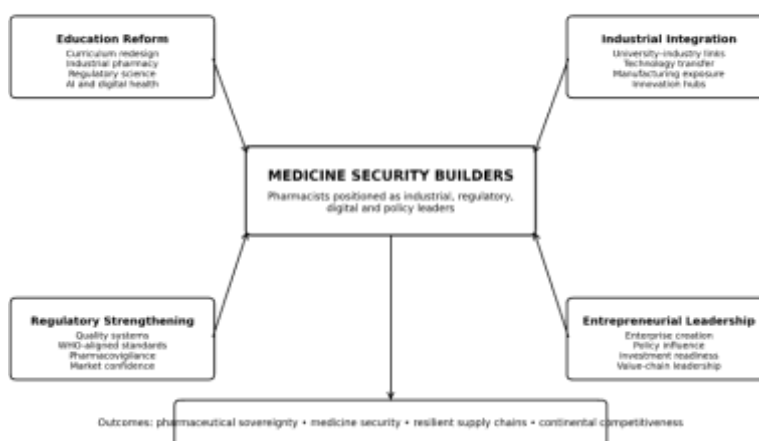 Education Reform
Curriculum redesign
Industrial pharmacy
Regulatory science
AI and digital health
Industrial Integration
University-industry links
Technology transfer
Manufacturing exposure
Innovation hubs
MEDICINE SECURITY BUILDERS
Pharmacists positioned as industrial, regulatory,
digital and policy leaders
Regulatory Strengthening
Quality systems
WHO-aligned standards
Pharmacovigilance
Market confidence
Entrepreneurial Leadership
Enterprise creation
Policy influence
Investment readiness
Value-chain leadership
Outcomes: pharmaceutical sovereignty • medicine security • resilient supply chains • continental competitiveness